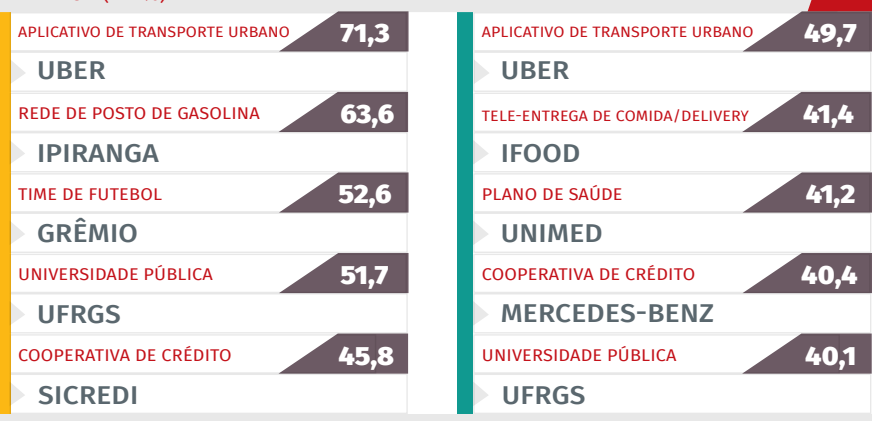 APLICATIVO DE TRANSPORTE URBANO 71,3
UBER
REDE DE POSTO DE GASOLINA 63,6
IPIRANGA
TIME DE FUTEBOL 52,6
GRÊMIO
UNIVERSIDADE PÚBLICA 51,7
UFRGS
COOPERATIVA DE CRÉDITO 45,8
SICREDI
APLICATIVO DE TRANSPORTE URBANO 49,7
UBER
TELE-ENTREGA DE COMIDA/DELIVERY 41,4
IFOOD
PLANO DE SAÚDE 41,2
UNIMED
COOPERATIVA DE CRÉDITO 40,4
MERCEDES-BENZ
UNIVERSIDADE PÚBLICA 40,1
UFRGS